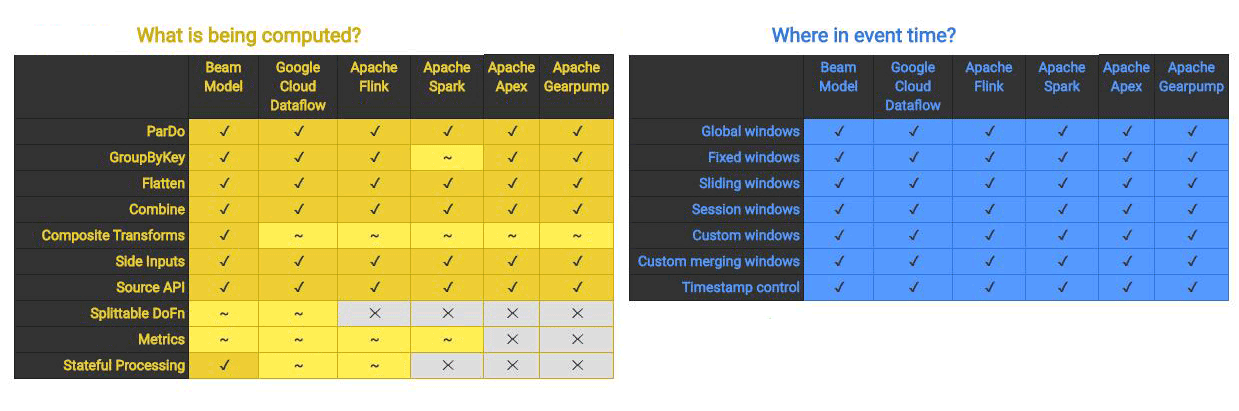 What is being computed?
Beam Model Google Cloud Dataflow Apache Flink Apache Spark Apache Apex Apache Gearpump
ParDo ✓ ✓ ✓ ✓ ✓ ✓
GroupByKey ✓ ✓ ✓ ~ ✓ ✓
Flatten ✓ ✓ ✓ ✓ ✓ ✓
Combine ✓ ✓ ✓ ✓ ✓ ✓
Composite Transforms ✓ ~ ~ ~ ~ ~
Side Inputs ✓ ✓ ✓ ✓ ✓ ✓
Source API ✓ ✓ ✓ ✓ ✓ ✓
Splittable DoFn ~ ~ × × × ×
Metrics ~ ~ ~ ~ × ×
Stateful Processing ✓ ~ ~ × × ×
Where in event time?
Beam Model Google Cloud Dataflow Apache Flink Apache Spark Apache Apex Apache Gearpump
Global windows ✓ ✓ ✓ ✓ ✓ ✓
Fixed windows ✓ ✓ ✓ ✓ ✓ ✓
Sliding windows ✓ ✓ ✓ ✓ ✓ ✓
Session windows ✓ ✓ ✓ ✓ ✓ ✓
Custom windows ✓ ✓ ✓ ✓ ✓ ✓
Custom merging windows ✓ ✓ ✓ ✓ ✓ ✓
Timestamp control ✓ ✓ ✓ ✓ ✓ ✓